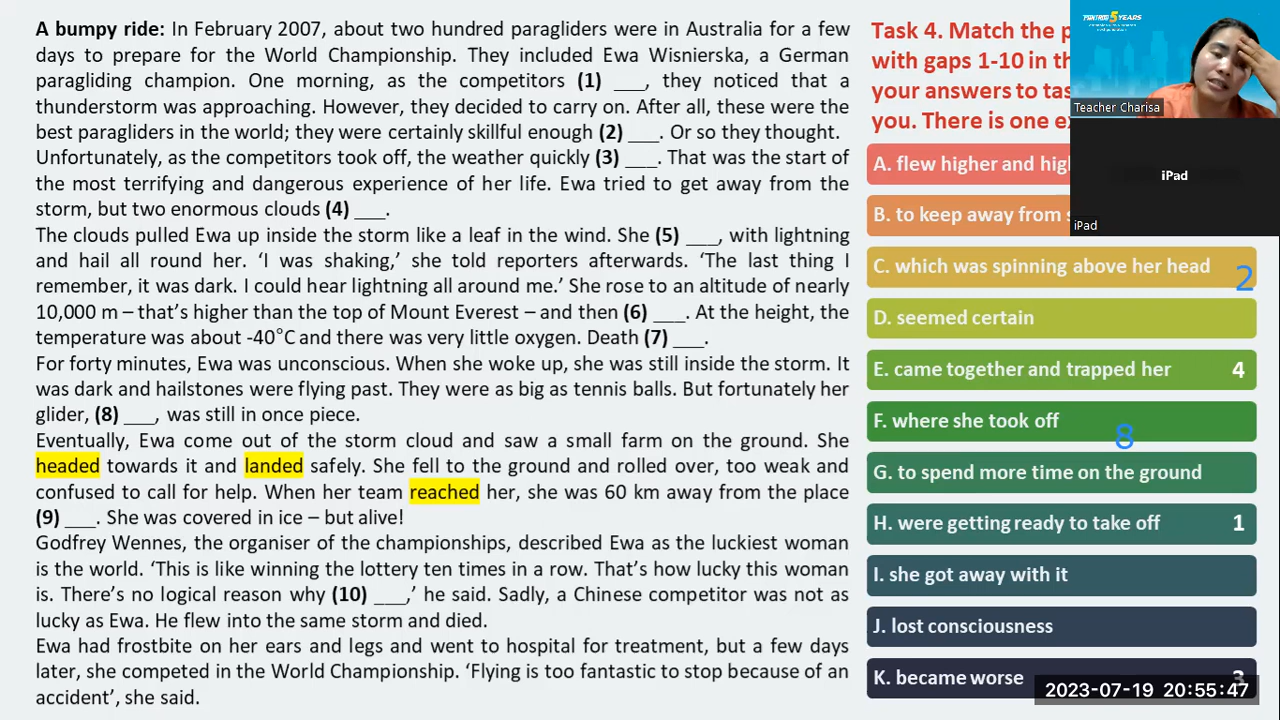 A bumpy ride: In February 2007, about two hundred paragliders were in Australia for a few
days to prepare for the World Championship. They included Ewa Wisnierska, a German
paragliding champion. One morning, as the competitors (1) ___, they noticed that a
thunderstorm was approaching. However, they decided to carry on. After all, these were the
best paragliders in the world; they were certainly skillful enough (2) ___. Or so they thought.
Unfortunately, as the competitors took off, the weather quickly (3) ___. That was the start of
the most terrifying and dangerous experience of her life. Ewa tried to get away from the
storm, but two enormous clouds (4) ___.
The clouds pulled Ewa up inside the storm like a leaf in the wind. She (5) ___, with lightning
and hail all round her. ‘I was shaking,’ she told reporters afterwards. ‘The last thing I
remember, it was dark. I could hear lightning all around me.’ She rose to an altitude of nearly
10,000 m – that’s higher than the top of Mount Everest – and then (6) ___. At the height, the
temperature was about -40°C and there was very little oxygen. Death (7) ___.
For forty minutes, Ewa was unconscious. When she woke up, she was still inside the storm. It
was dark and hailstones were flying past. They were as big as tennis balls. But fortunately her
glider, (8) ___, was still in once piece.
Eventually, Ewa come out of the storm cloud and saw a small farm on the ground. She
headed towards it and landed safely. She fell to the ground and rolled over, too weak and
confused to call for help. When her team reached her, she was 60 km away from the place
(9) ___. She was covered in ice – but alive!
Godfrey Wennes, the organiser of the championships, described Ewa as the luckiest woman
is the world. ‘This is like winning the lottery ten times in a row. That’s how lucky this woman
is. There’s no logical reason why (10) ___,’ he said. Sadly, a Chinese competitor was not as
lucky as Ewa. He flew into the same storm and died.
Ewa had frostbite on her ears and legs and went to hospital for treatment, but a few days
later, she competed in the World Championship. ‘Flying is too fantastic to stop because of an
accident’, she said.
Task 4. Match the
with gaps 1-10 in
your answers to
you. There is one
A. flew higher and
B. to keep away from
C. which was spinning above her head
2
D. seemed certain
E. came together and trapped her 4
F. where she took off
8
G. to spend more time on the ground
H. were getting ready to take off 1
I. she got away with it
J. lost consciousness
K. became worse 3
5 YEARS
Teacher Charisa
iPad
iPad
2023-07-19 20:55:47